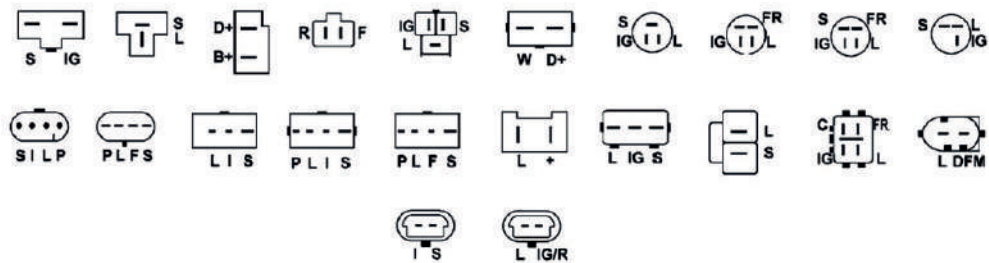 S IG
S
L
D+
B+
R F
IG S
L
W D+
S
IG L
FR
IG L
S FR
IG L
S L
IG
S I L P
P L F S
L I S
P L I S
P L F S
L +
L IG S
L
S
C FR
IG L
L DFM
I S
L IG/R